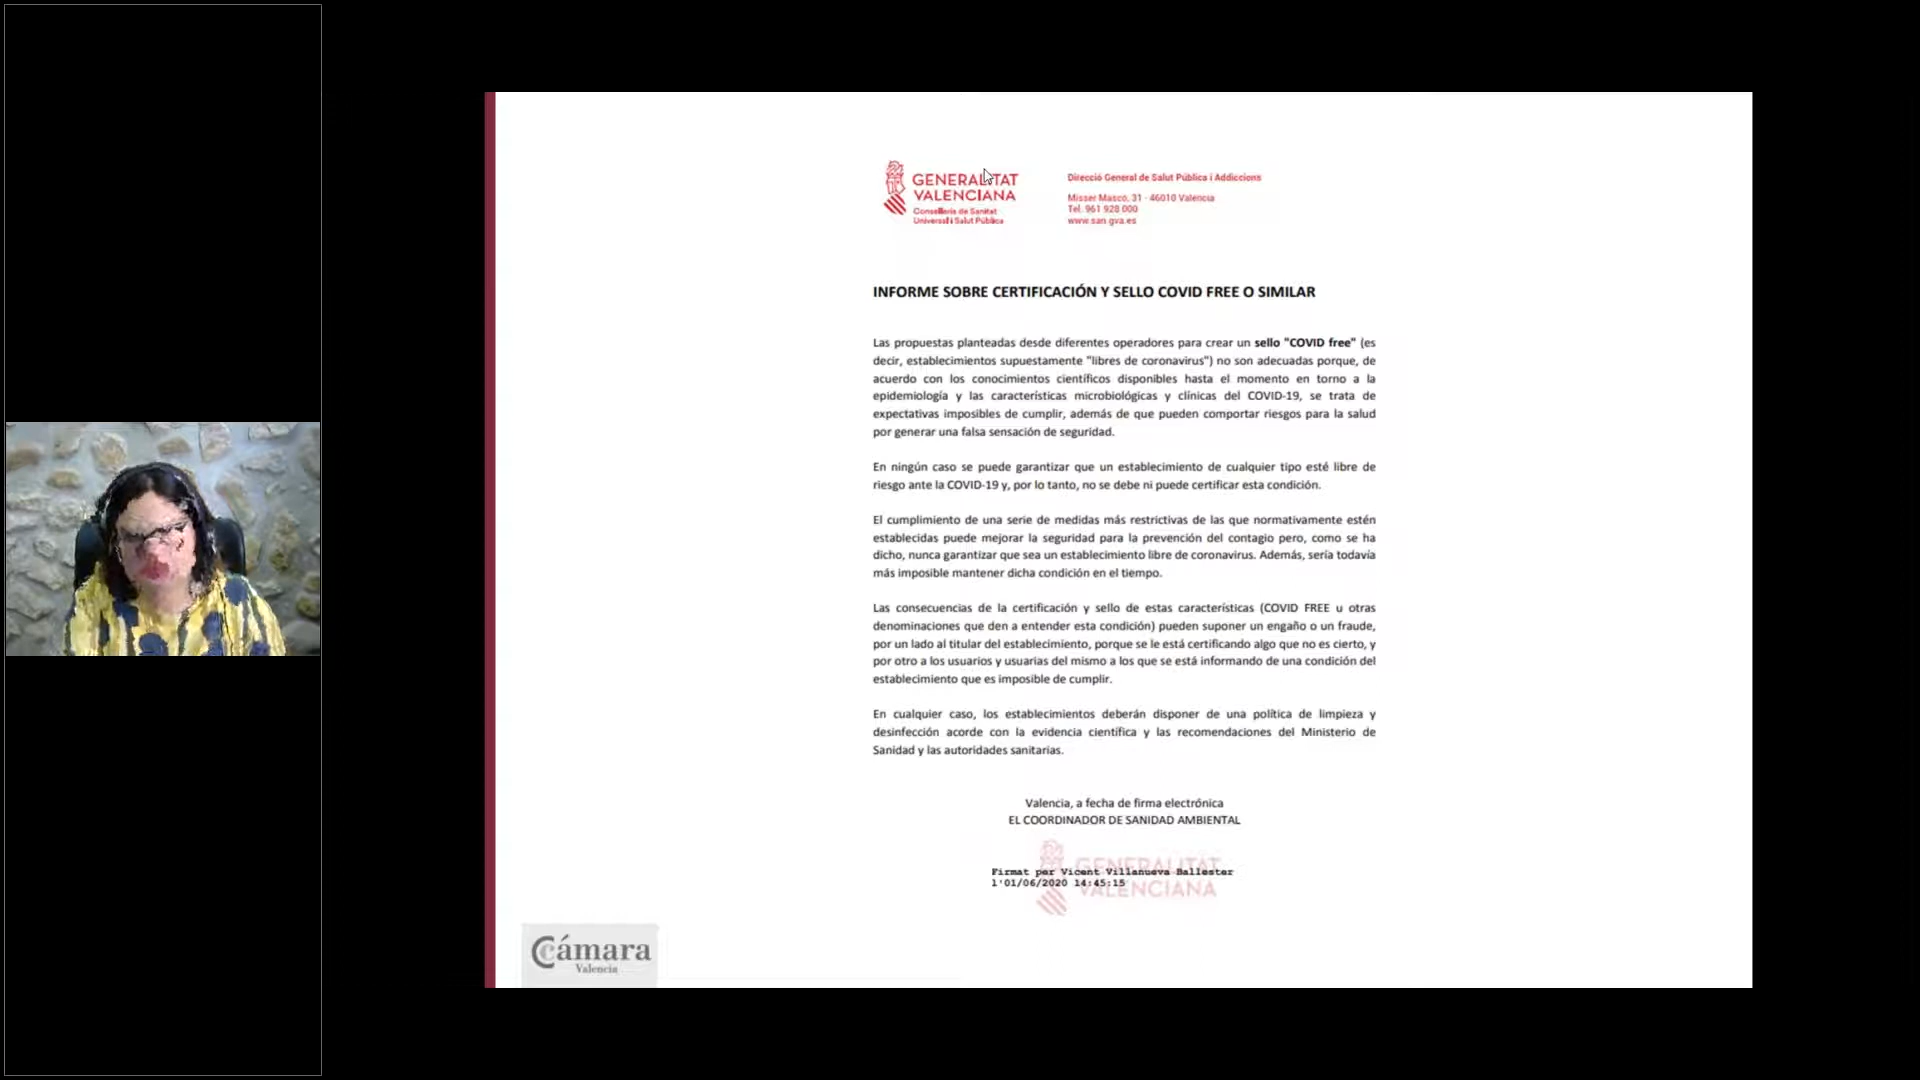 GENERALITAT
VALENCIANA
Conselleria de Sanitat
Universal i Salut Pública
Direcció General de Salut Pública i Addiccions
Misser Mascó, 31 - 46010 Valencia
Tel. 961 928 000
www.san.gva.es
INFORME SOBRE CERTIFICACIÓN Y SELLO COVID FREE O SIMILAR
Las propuestas planteadas desde diferentes operadores para crear un sello "COVID free" (es
decir, establecimientos supuestamente "libres de coronavirus") no son adecuadas porque, de
acuerdo con los conocimientos científicos disponibles hasta el momento en torno a la
epidemiología y las características microbiológicas y clínicas del COVID-19, se trata de
expectativas imposibles de cumplir, además de que pueden comportar riesgos para la salud
por generar una falsa sensación de seguridad.
En ningún caso se puede garantizar que un establecimiento de cualquier tipo esté libre de
riesgo ante la COVID-19 y, por lo tanto, no se debe ni puede certificar esta condición.
El cumplimiento de una serie de medidas más restrictivas de las que normativamente estén
establecidas puede mejorar la seguridad para la prevención del contagio pero, como se ha
dicho, nunca garantizar que sea un establecimiento libre de coronavirus. Además, sería todavía
más imposible mantener dicha condición en el tiempo.
Las consecuencias de la certificación y sello de estas características (COVID FREE u otras
denominaciones que den a entender esta condición) pueden suponer un engaño o un fraude,
por un lado al titular del establecimiento, porque se le está certificando algo que no es cierto, y
por otro a los usuarios y usuarias del mismo a los que se está informando de una condición del
establecimiento que es imposible de cumplir.
En cualquier caso, los establecimientos deberán disponer de una política de limpieza y
desinfección acorde con la evidencia científica y las recomendaciones del Ministerio de
Sanidad y las autoridades sanitarias.
Valencia, a fecha de firma electrónica
EL COORDINADOR DE SANIDAD AMBIENTAL
GENERALITAT
VALENCIANA
Firmat per Vicent Villanueva Ballester
l'01/06/2020 14:45:15
Cámara
Valencia